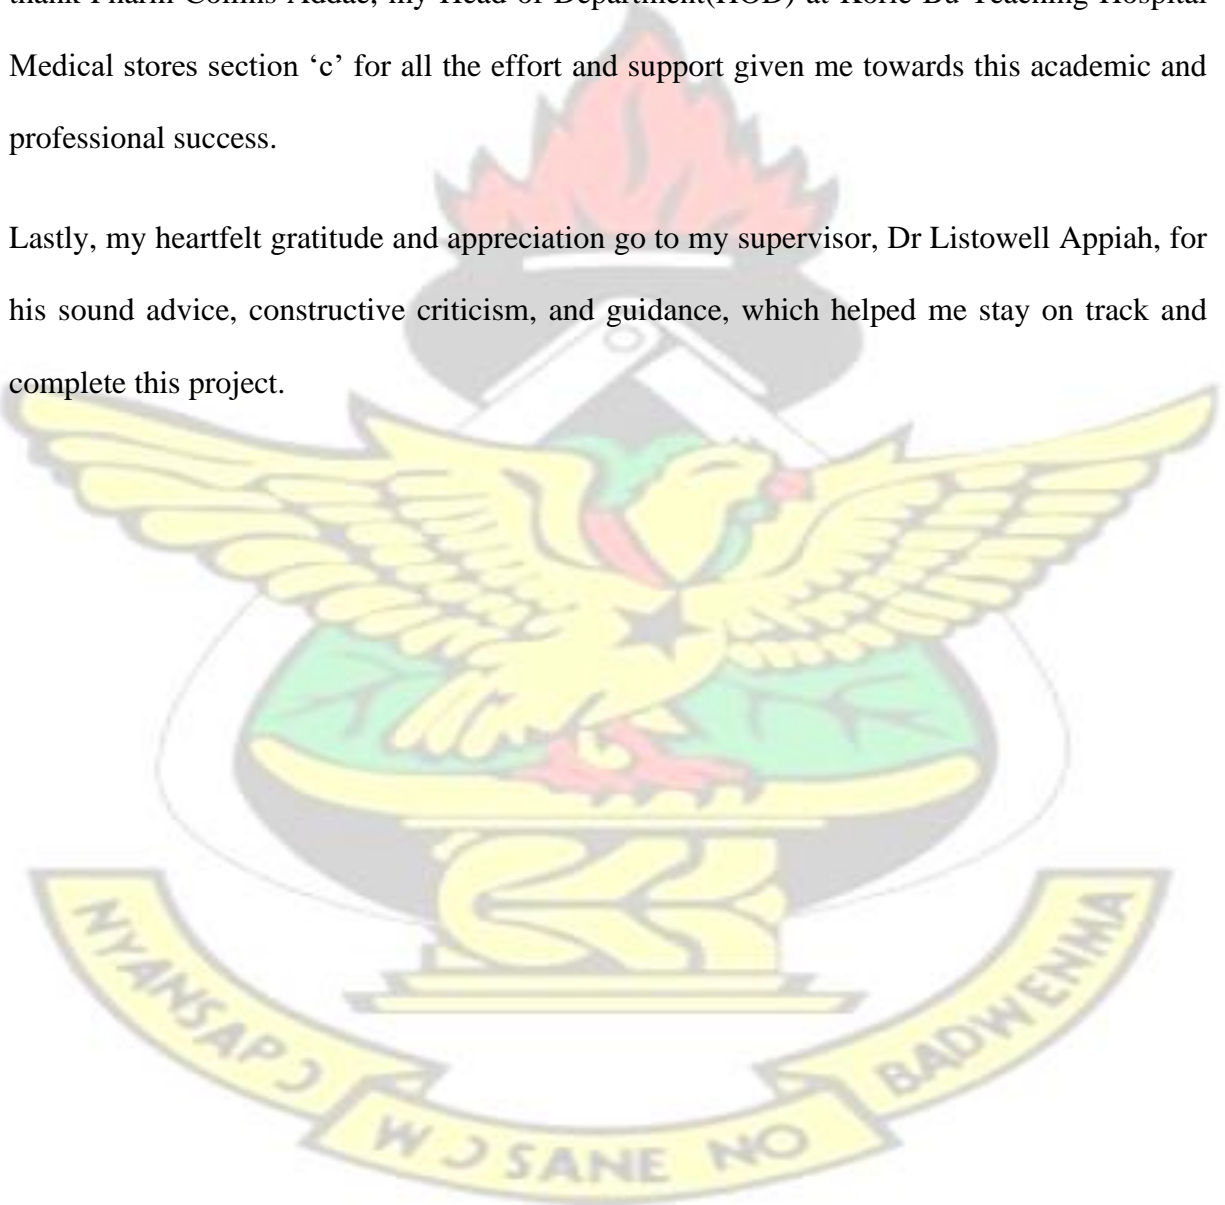 thank Pharm Collins Addae, my Head of Department(HOD) at Korle Bu Teaching Hospital
Medical stores section ‘c’ for all the effort and support given me towards this academic and
professional success.
Lastly, my heartfelt gratitude and appreciation go to my supervisor, Dr Listowell Appiah, for
his sound advice, constructive criticism, and guidance, which helped me stay on track and
complete this project.
NYANSAPƆ
WƆSANE NO
BADWENMA